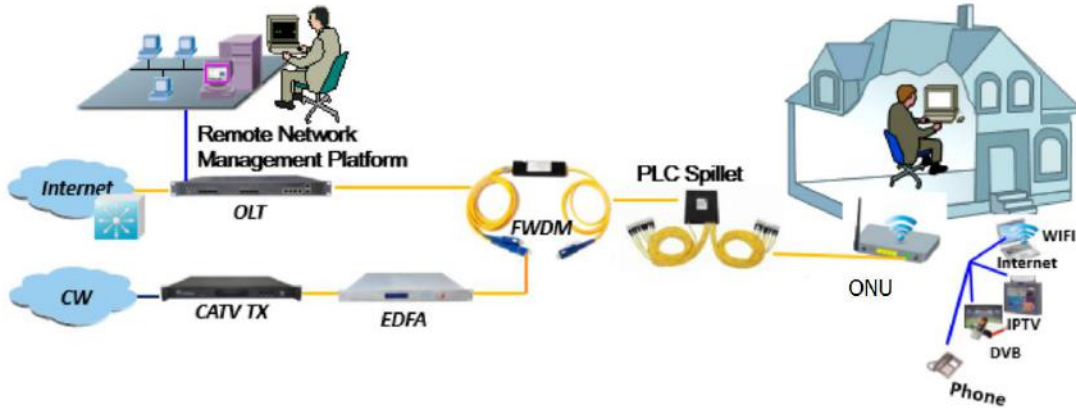 Remote Network
Management Platform
Internet
OLT
FWDM
PLC Spillet
CW
CATV TX
EDFA
ONU
WIFI
Internet
IPTV
DVB
Phone